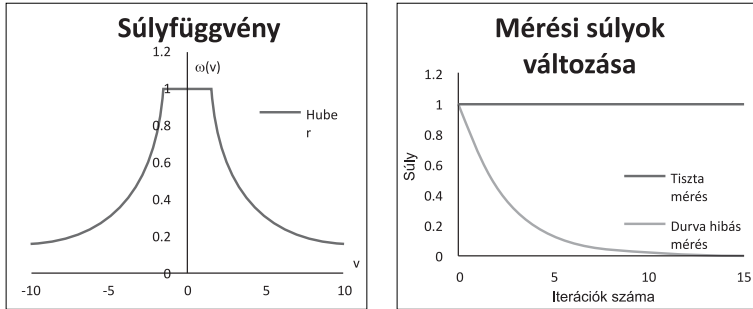 Súlyfüggvény
1.2
ω(v)
1
0.8
0.6
0.4
0.2
0
-10
-5
0
5
10
v
Hube
r
Mérési súlyok
változása
1.2
1
0.8
0.6
0.4
0.2
0
Súly
0
5
10
15
Iterációk száma
Tiszta
mérés
Durva hibás
mérés